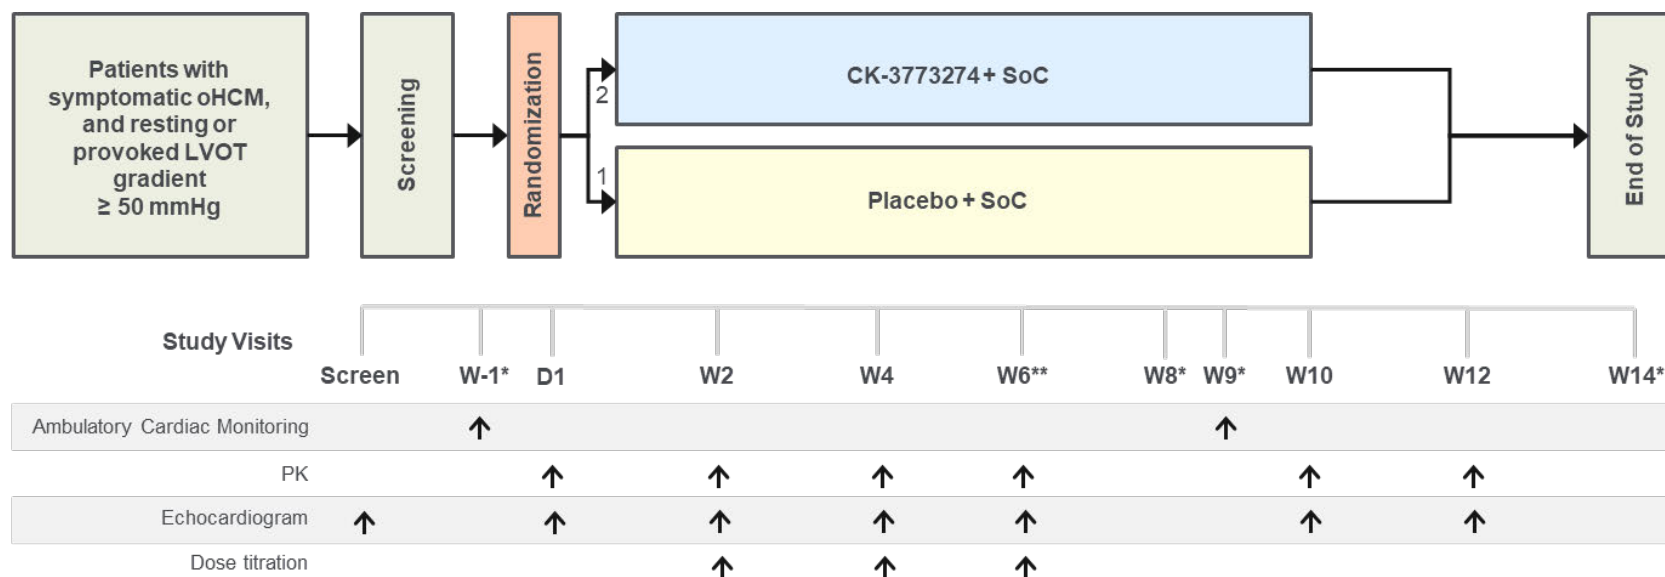 Patients with
symptomatic oHCM,
and resting or
provoked LVOT
gradient
≥ 50 mmHg
Screening
Randomization
2
1
CK-3773274 + SoC
Placebo + SoC
End of Study
Study Visits
Screen W-1* D1 W2 W4 W6** W8* W9* W10 W12 W14*
Ambulatory Cardiac Monitoring
PK
Echocardiogram
Dose titration